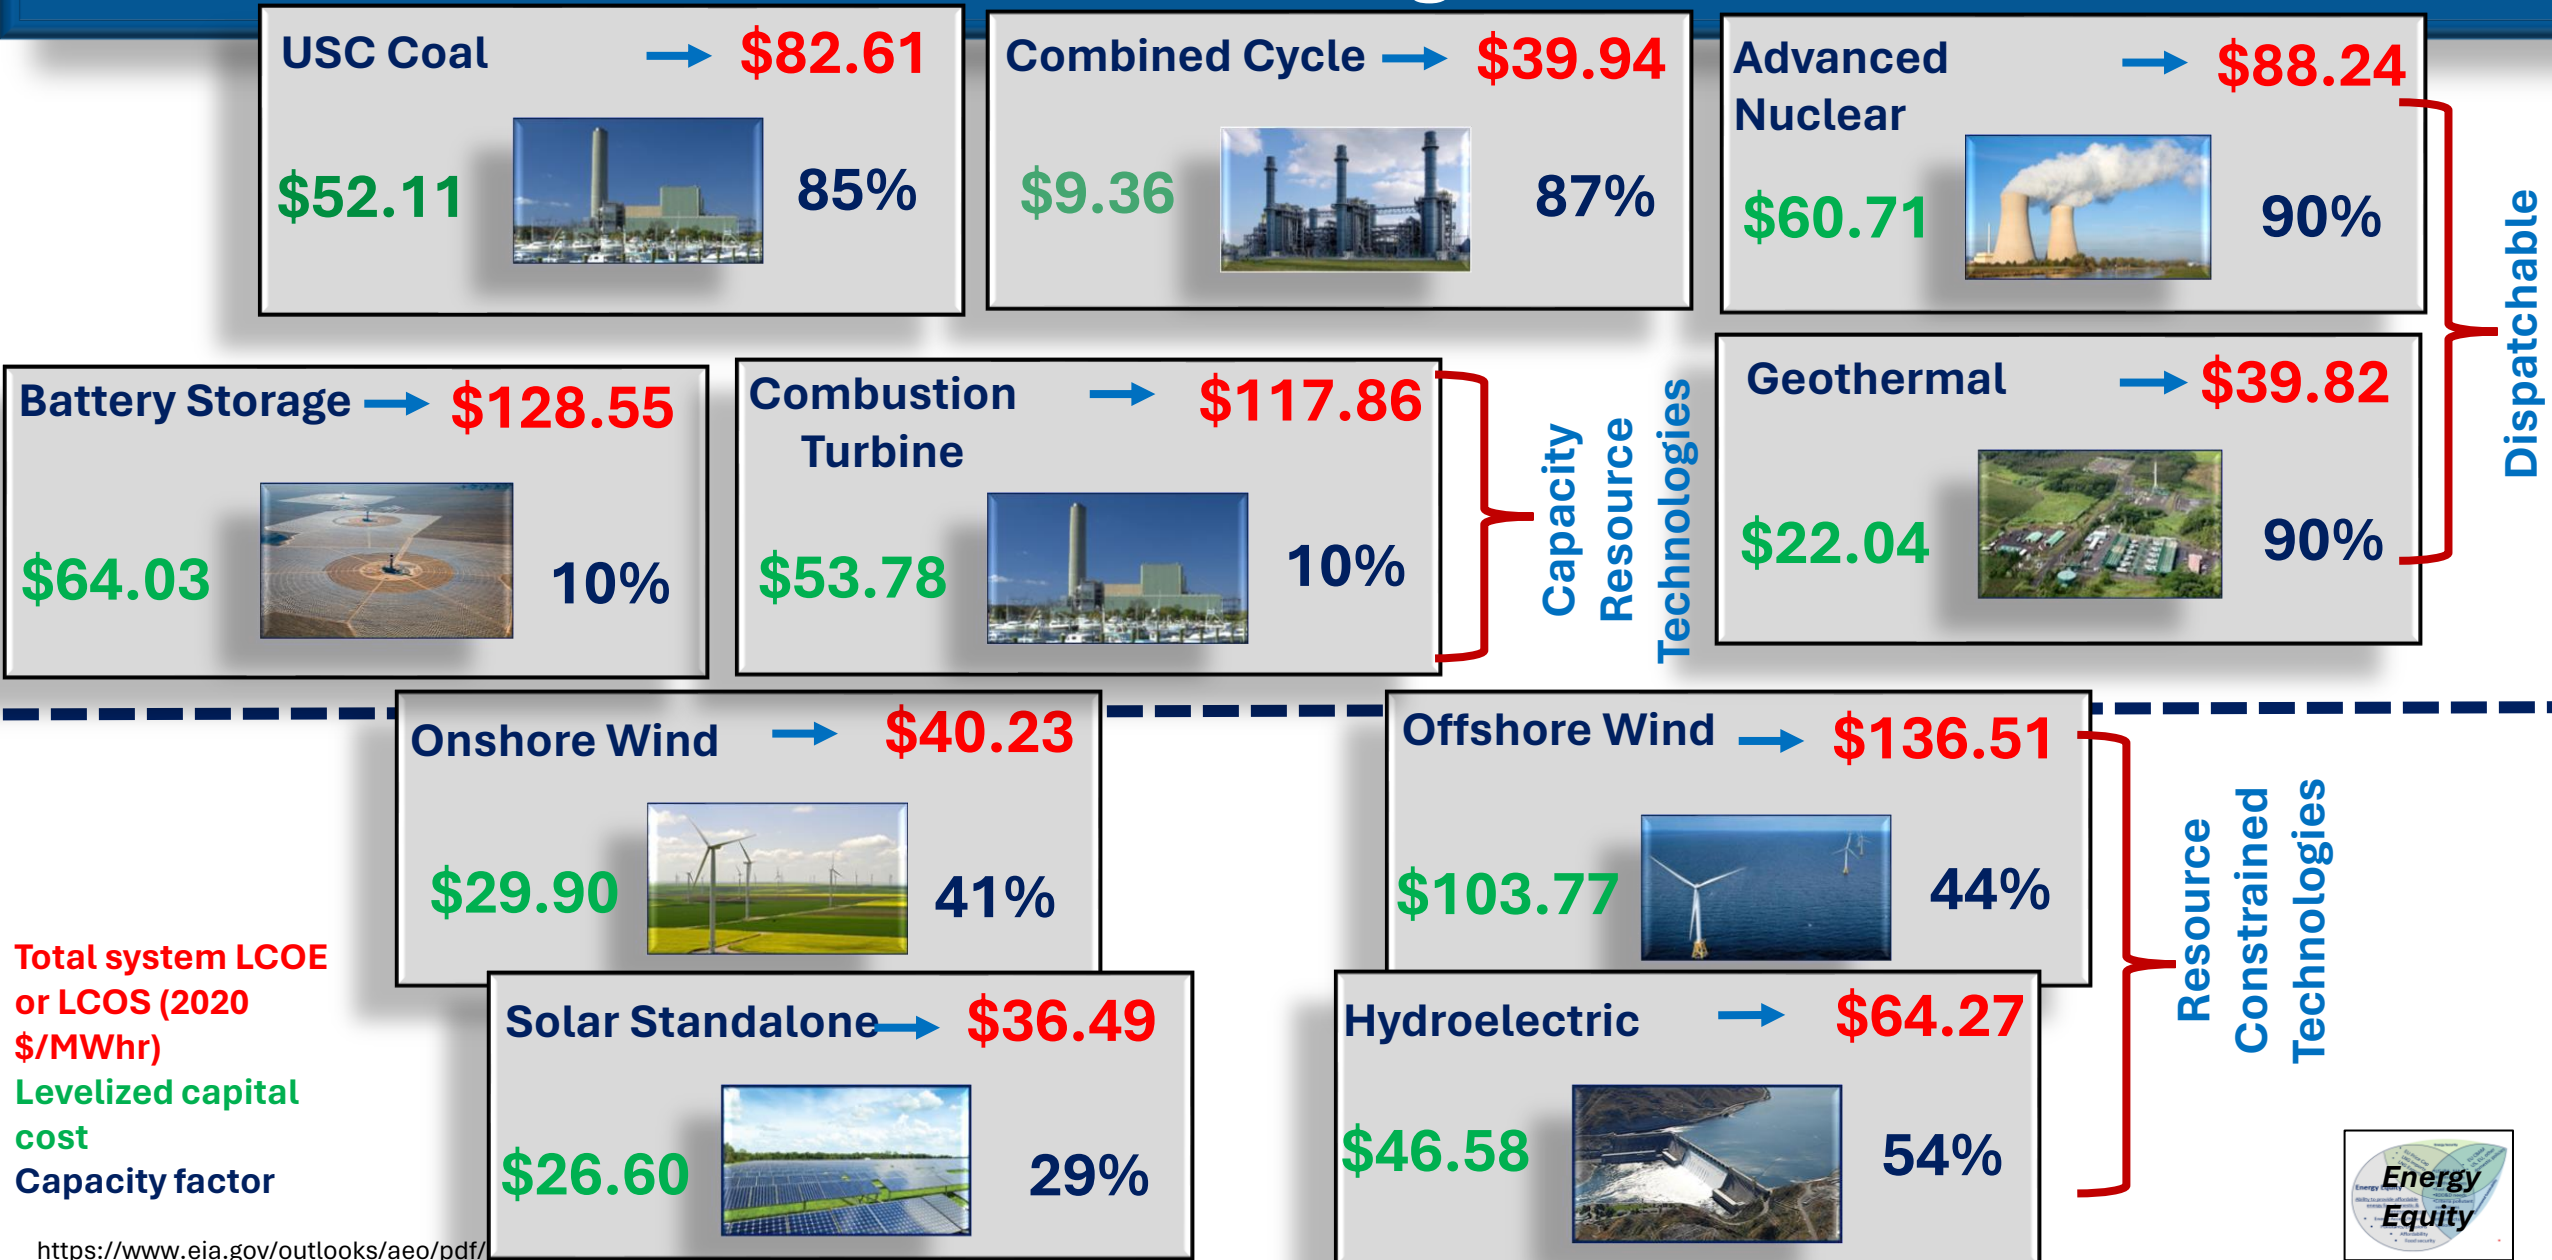 USC Coal
$82.61
$52.11
85%
Combined Cycle
$39.94
$9.36
87%
Advanced
Nuclear
$88.24
$60.71
90%
Dispatchable
Battery Storage
$128.55
$64.03
10%
Combustion
Turbine
$117.86
$53.78
10%
Capacity
Resource
Technologies
Geothermal
$39.82
$22.04
90%
Onshore Wind
$40.23
$29.90
41%
Offshore Wind
$136.51
$103.77
44%
Resource
Constrained
Technologies
Solar Standalone
$36.49
$26.60
29%
Hydroelectric
$64.27
$46.58
54%
Total system LCOE
or LCOS (2020
$/MWhr)
Levelized capital
cost
Capacity factor
https://www.eia.gov/outlooks/aeo/pdf/
Energy
Equity